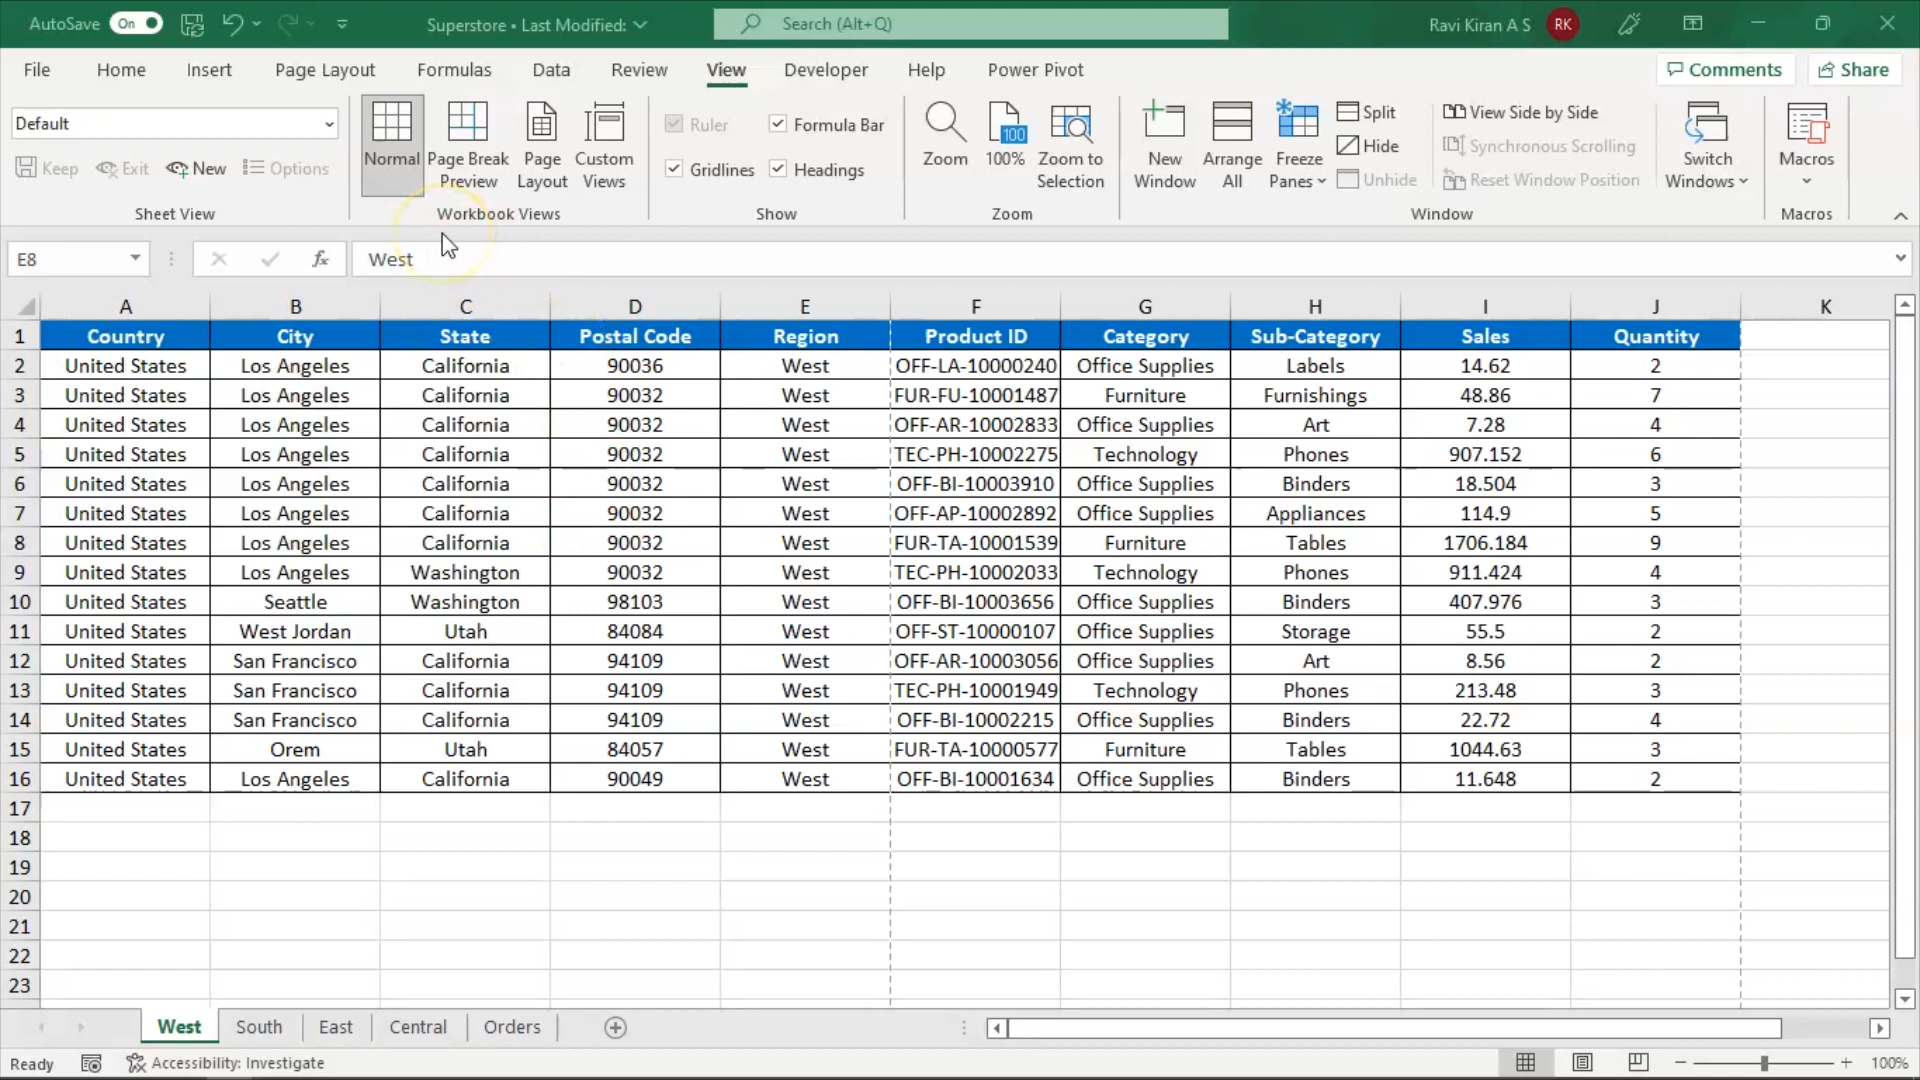 AutoSave On Superstore • Last Modified: Search (Alt+Q) Ravi Kiran A S RK
File Home Insert Page Layout Formulas Data Review View Developer Help Power Pivot Comments Share
Default
Keep Exit New Options
Sheet View
Normal Page Break Preview Page Layout Custom Views
Workbook Views
Ruler Formula Bar
Gridlines Headings
Show
Zoom 100 100% Zoom to Selection
Zoom
New Window Arrange All Freeze Panes
Split
Hide
Unhide
View Side by Side
Synchronous Scrolling
Reset Window Position
Switch Windows
Window
Macros
Macros
E8 fx West
A B C D E F G H I J K
1 Country City State Postal Code Region Product ID Category Sub-Category Sales Quantity
2 United States Los Angeles California 90036 West OFF-LA-10000240 Office Supplies Labels 14.62 2
3 United States Los Angeles California 90032 West FUR-FU-10001487 Furniture Furnishings 48.86 7
4 United States Los Angeles California 90032 West OFF-AR-10002833 Office Supplies Art 7.28 4
5 United States Los Angeles California 90032 West TEC-PH-10002275 Technology Phones 907.152 6
6 United States Los Angeles California 90032 West OFF-BI-10003910 Office Supplies Binders 18.504 3
7 United States Los Angeles California 90032 West OFF-AP-10002892 Office Supplies Appliances 114.9 5
8 United States Los Angeles California 90032 West FUR-TA-10001539 Furniture Tables 1706.184 9
9 United States Los Angeles Washington 90032 West TEC-PH-10002033 Technology Phones 911.424 4
10 United States Seattle Washington 98103 West OFF-BI-10003656 Office Supplies Binders 407.976 3
11 United States West Jordan Utah 84084 West OFF-ST-10000107 Office Supplies Storage 55.5 2
12 United States San Francisco California 94109 West OFF-AR-10003056 Office Supplies Art 8.56 2
13 United States San Francisco California 94109 West TEC-PH-10001949 Technology Phones 213.48 3
14 United States San Francisco California 94109 West OFF-BI-10002215 Office Supplies Binders 22.72 4
15 United States Orem Utah 84057 West FUR-TA-10000577 Furniture Tables 1044.63 3
16 United States Los Angeles California 90049 West OFF-BI-10001634 Office Supplies Binders 11.648 2
17
18
19
20
21
22
23
West South East Central Orders
Ready Accessibility: Investigate 100%